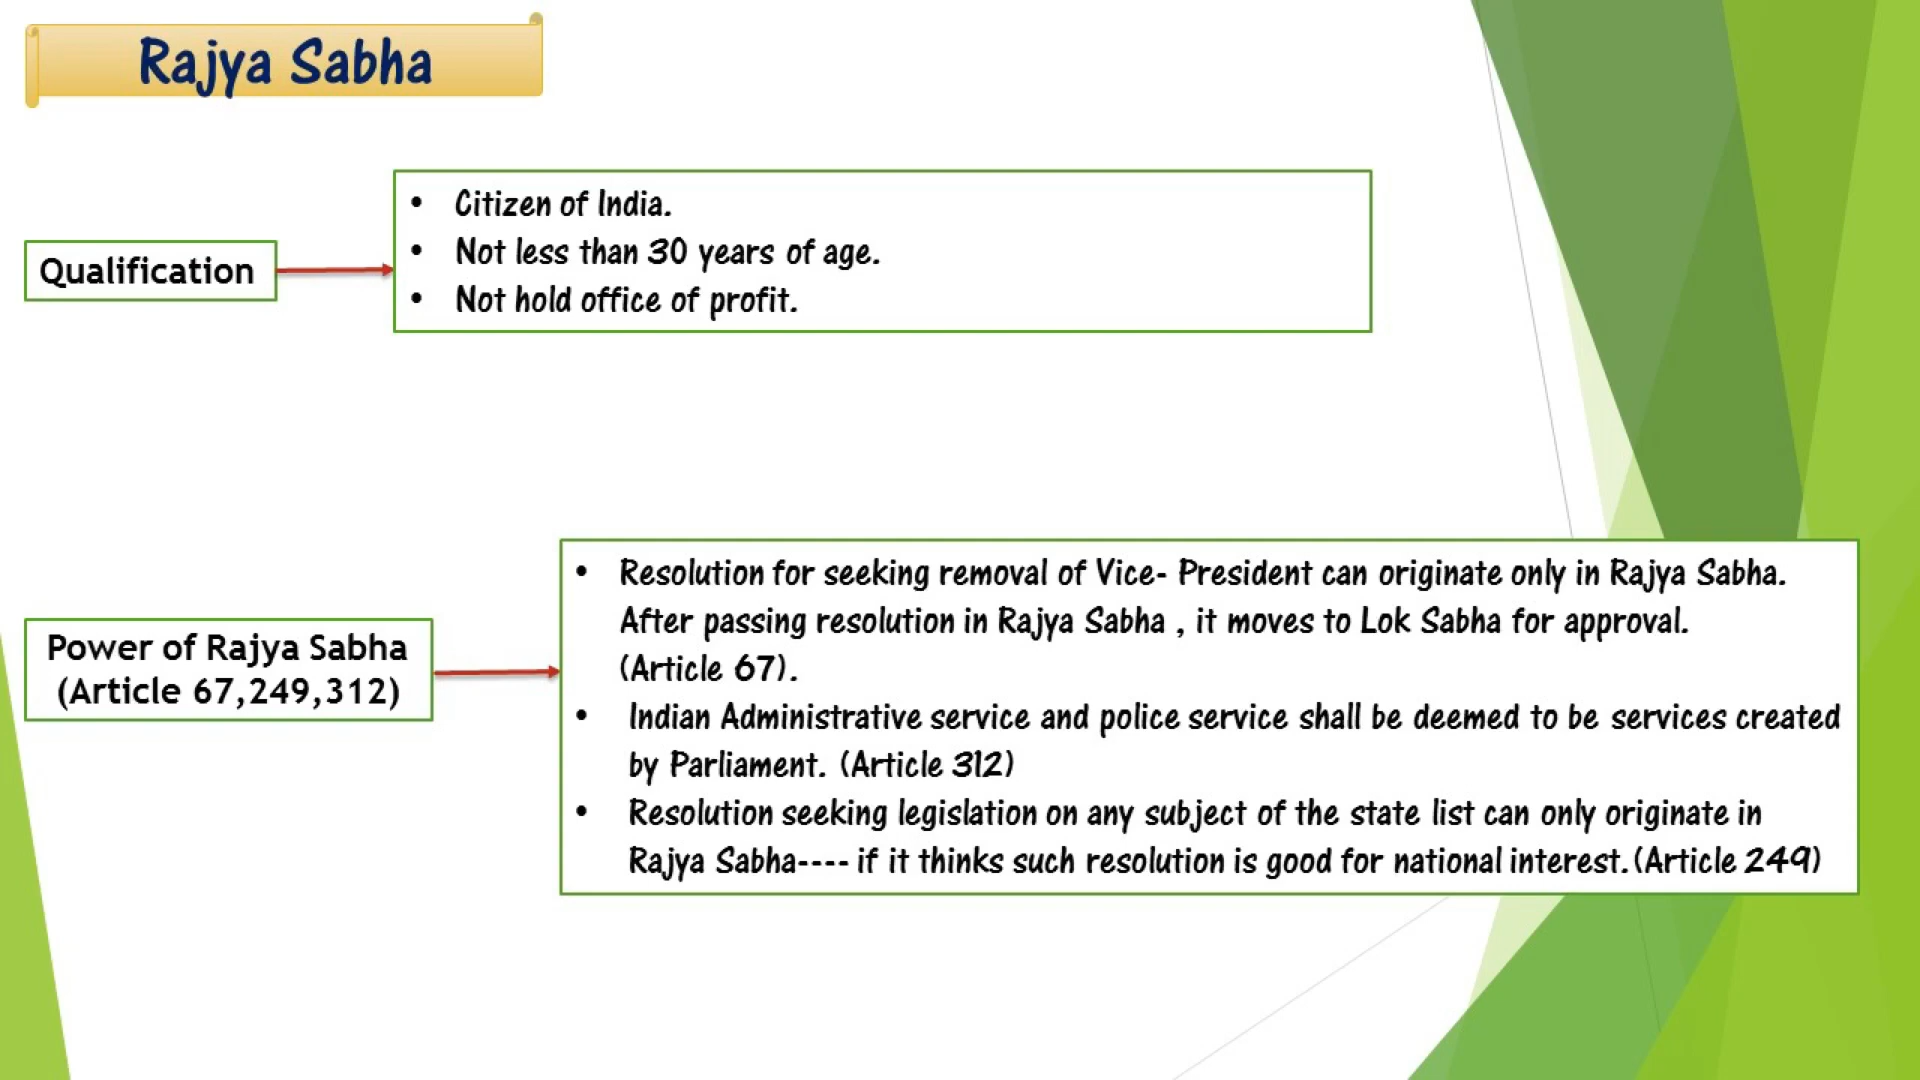 Rajya Sabha
Qualification
• Citizen of India.
• Not less than 30 years of age.
• Not hold office of profit.
Power of Rajya Sabha
(Article 67,249,312)
• Resolution for seeking removal of Vice- President can originate only in Rajya Sabha.
After passing resolution in Rajya Sabha , it moves to Lok Sabha for approval.
(Article 67).
• Indian Administrative service and police service shall be deemed to be services created
by Parliament. (Article 312)
• Resolution seeking legislation on any subject of the state list can only originate in
Rajya Sabha---- if it thinks such resolution is good for national interest.(Article 249)